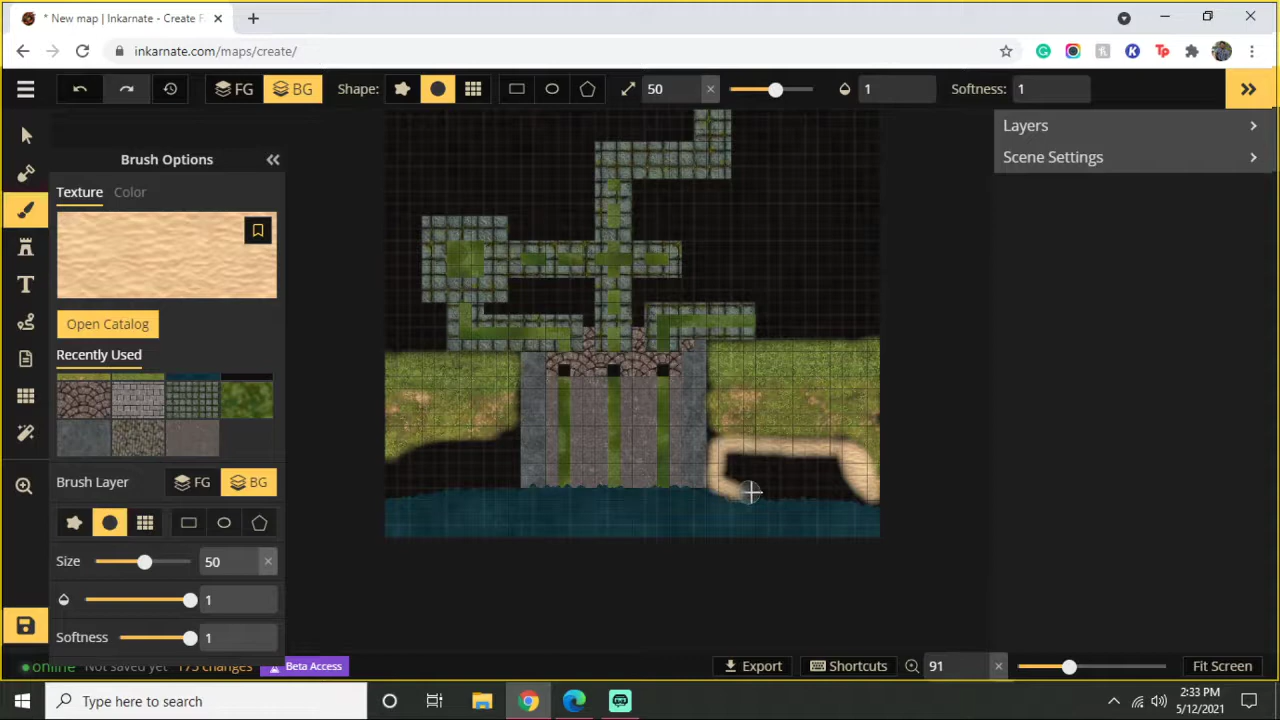 * New map | Inkarnate - Create F
inkarnate.com/maps/create/
FG
BG
Shape:
50
1
Softness:
1
Brush Options
Texture
Color
Open Catalog
Recently Used
Brush Layer
FG
BG
Size
50
1
Softness
1
Layers
Scene Settings
online
Not saved yet
175 changes
Beta Access
Export
Shortcuts
91
Fit Screen
Type here to search
2:33 PM
5/12/2021